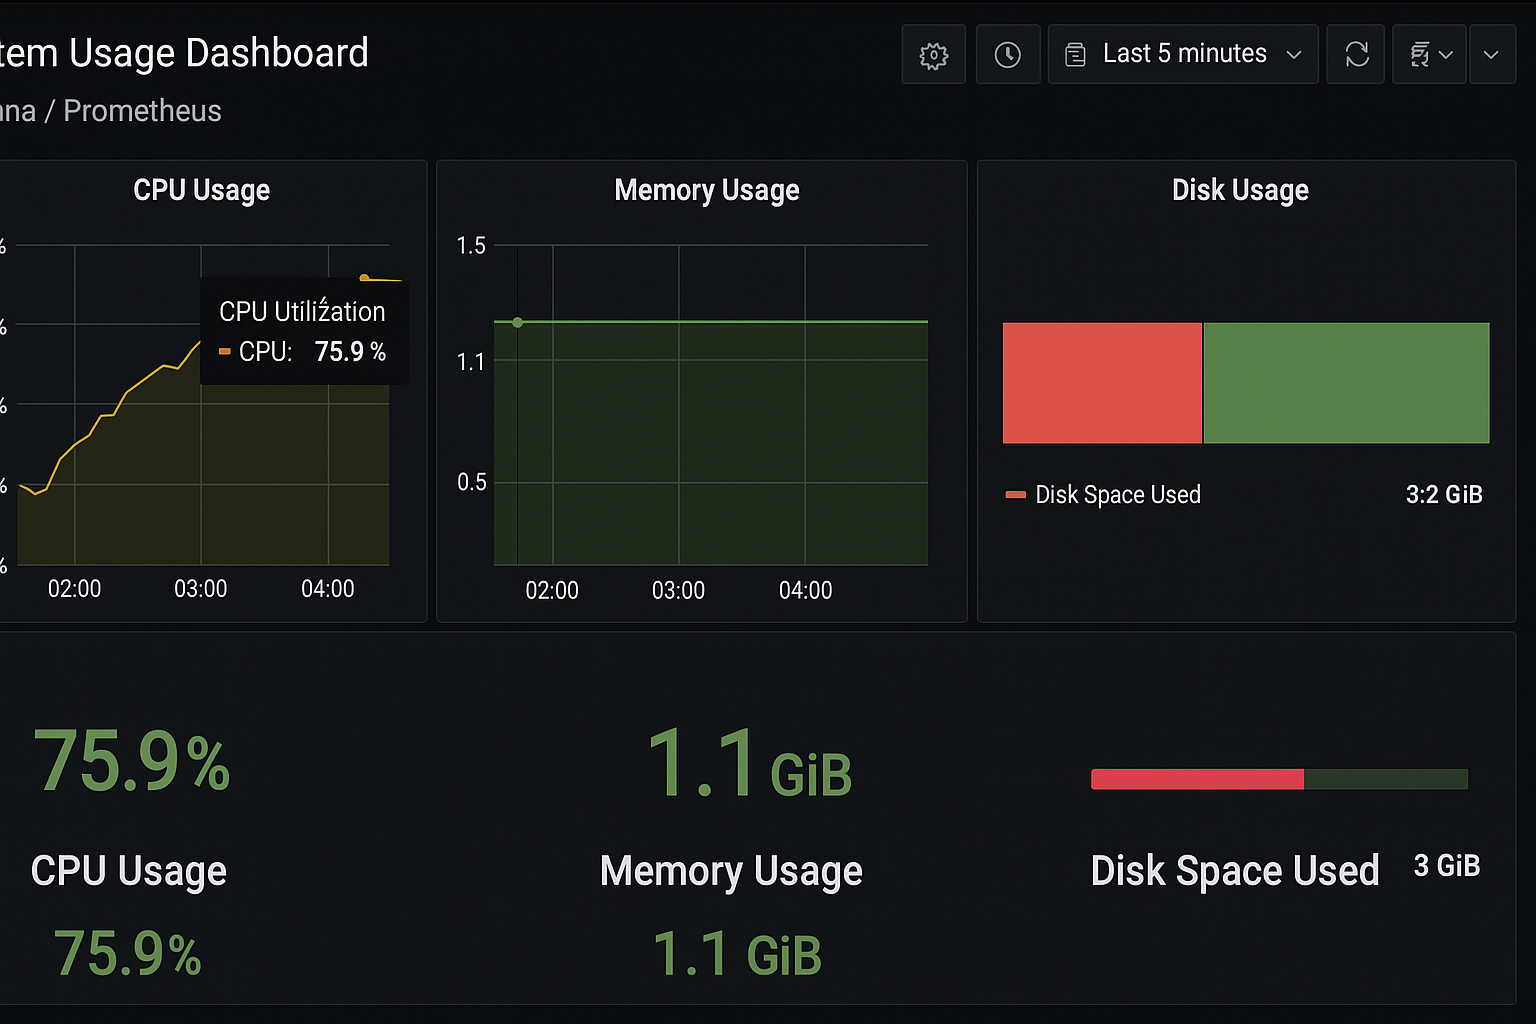 tem Usage Dashboard
Last 5 minutes
na / Prometheus
CPU Usage
Memory Usage
Disk Usage
%
%
%
%
%
CPU Utilíźation
CPU: 75.9 %
02:00 03:00 04:00
1.5
1.1
0.5
02:00 03:00 04:00
Disk Space Used 3:2 GiB
75.9%
CPU Usage
75.9%
1.1 GiB
Memory Usage
1.1 GiB
Disk Space Used 3 GiB